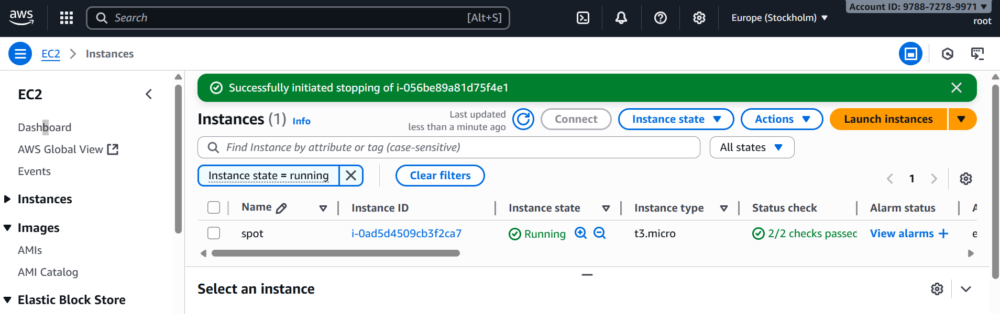 aws
Search [Alt+S]
Europe (Stockholm)
Account ID: 9788-7278-9971
root
EC2 Instances
EC2
Dashboard
AWS Global View
Events
Instances
Images
AMIs
AMI Catalog
Elastic Block Store
Successfully initiated stopping of i-056be89a81d75f4e1
Instances (1) Info
Last updated
less than a minute ago
Connect
Instance state
Actions
Launch instances
Find Instance by attribute or tag (case-sensitive)
All states
Instance state = running
Clear filters
1
Name Instance ID Instance state Instance type Status check Alarm status A
spot i-0ad5d4509cb3f2ca7 Running t3.micro 2/2 checks passed View alarms + e
Select an instance